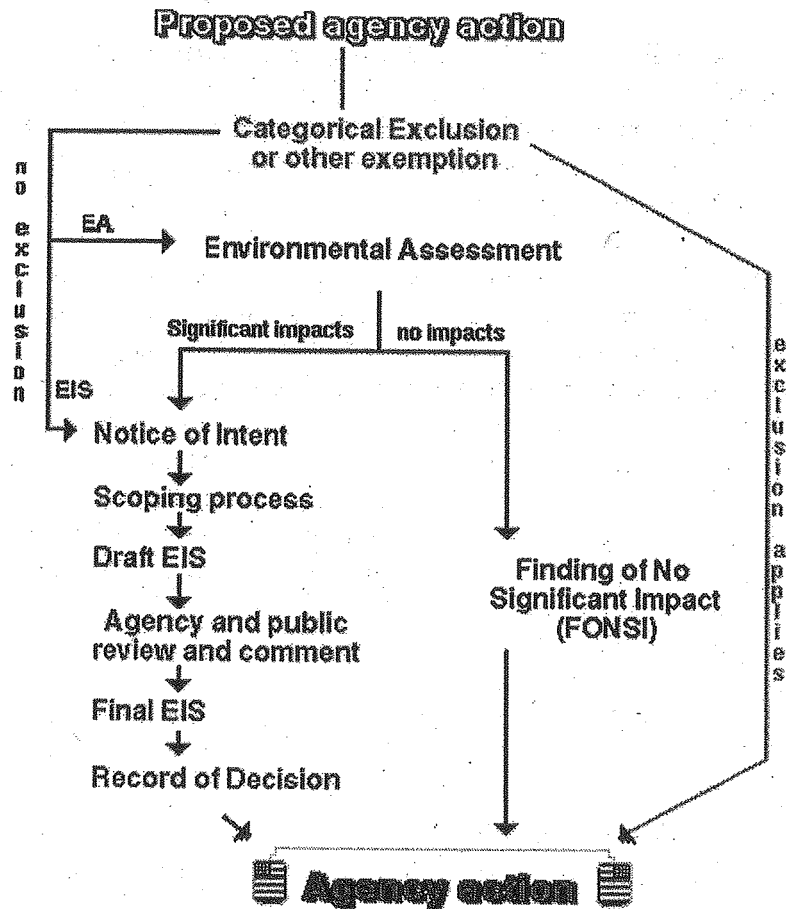 Proposed agency action
Categorical Exclusion
or other exemption
no exclusion
EA
Environmental Assessment
Significant impacts
no impacts
exclusion applies
EIS
Notice of Intent
Scoping process
Draft EIS
Finding of No
Significant Impact
(FONSI)
Agency and public
review and comment
Final EIS
Record of Decision
Agency action